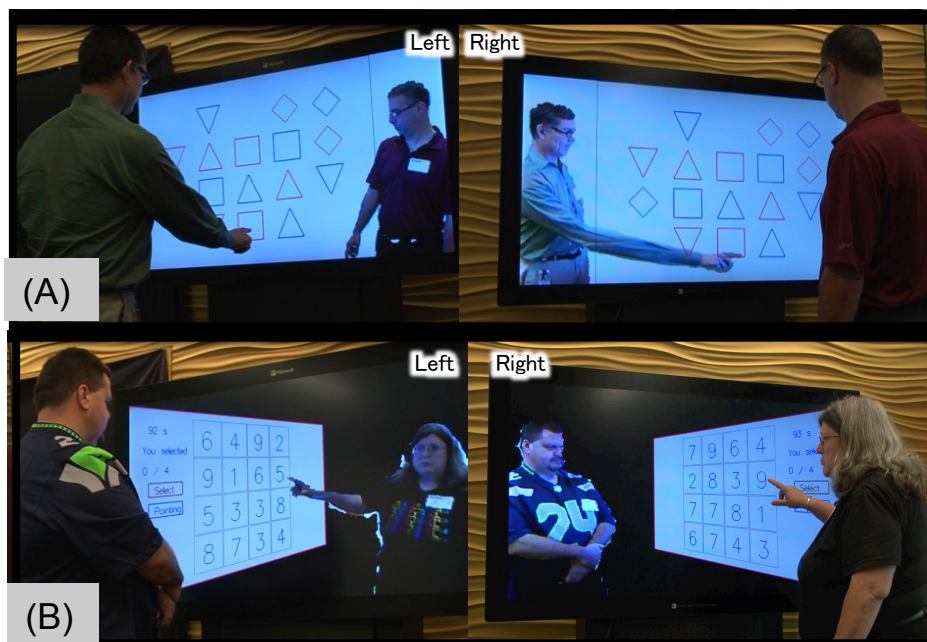 Left
Right
Microsoft
(A)
Left
Right
Microsoft
92 s
You selected
0 / 4
Select
Pointing
6 4 9 2
9 1 6 5
5 3 3 8
8 7 3 4
7 9 6 4
2 8 3 9
7 7 8 1
6 7 4 3
93 s
You
0 / 4
Select
(B)